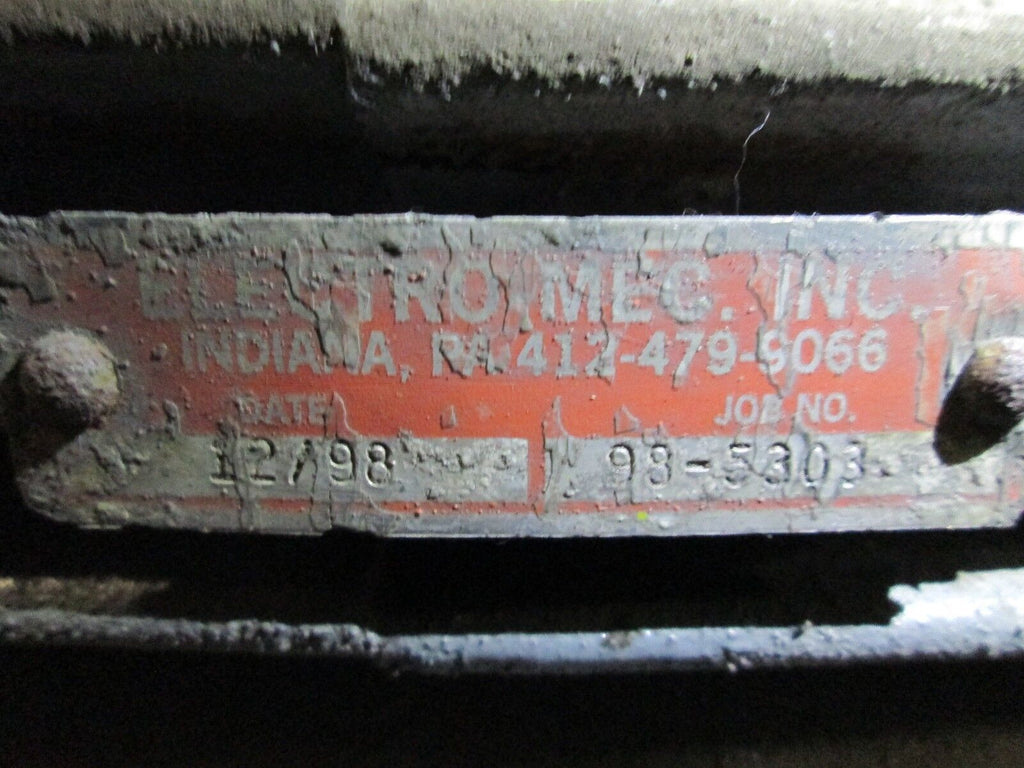 ELECTRO MEC. INC.
INDIANA, PA. 412-479-9066
DATE JOB NO.
12/98 98-5303